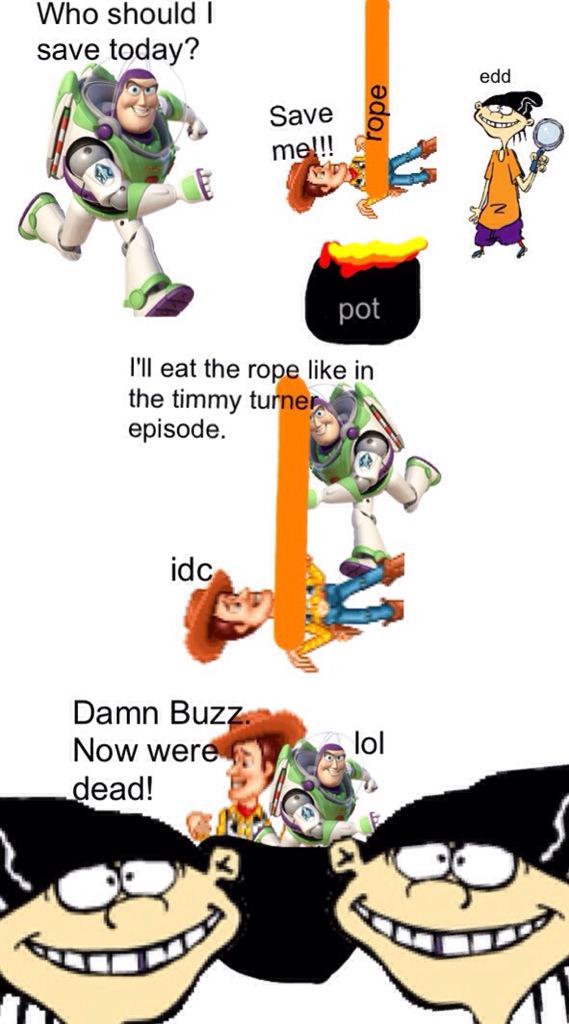 Who should I
save today?
edd
Save
me!!!
rope
pot
I'll eat the rope like in
the timmy turner
episode.
idc
Damn Buzz.
Now were
dead!
lol